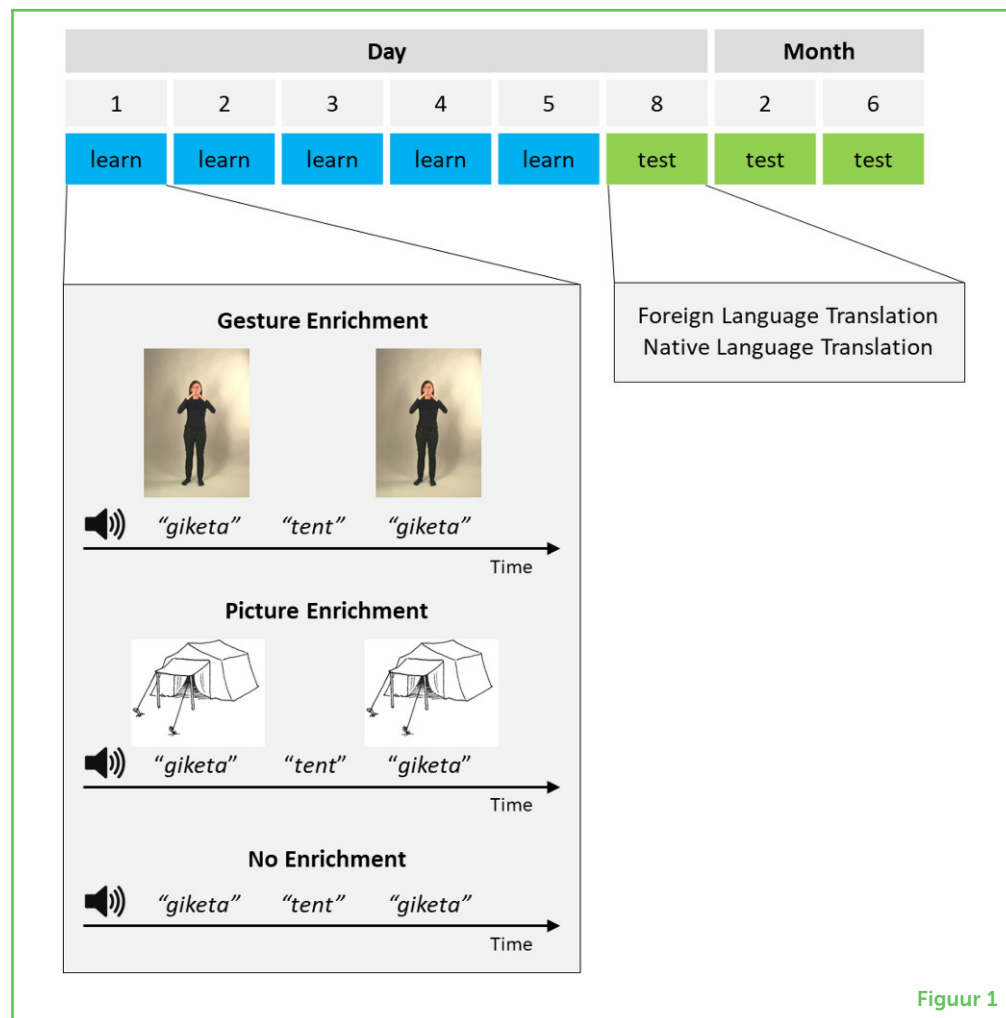 Day Month
1 2 3 4 5 8 2 6
learn learn learn learn learn test test test
Gesture Enrichment
“giketa” “tent” “giketa”
Time
Picture Enrichment
“giketa” “tent” “giketa”
Time
No Enrichment
“giketa” “tent” “giketa”
Time
Foreign Language Translation
Native Language Translation
Figuur 1